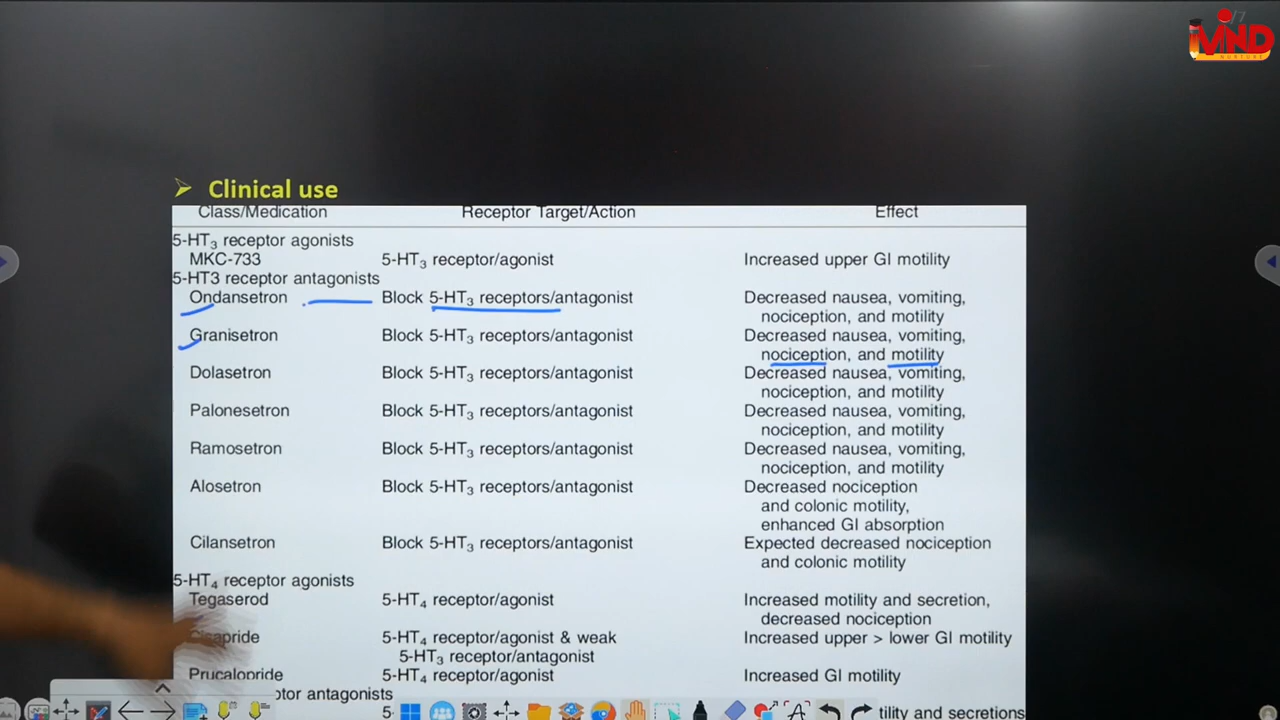 /7
MND
NURTURE
➢ Clinical use
Class/Medication Receptor Target/Action Effect
5-HT3 receptor agonists
MKC-733 5-HT3 receptor/agonist Increased upper GI motility
5-HT3 receptor antagonists
Ondansetron Block 5-HT3 receptors/antagonist Decreased nausea, vomiting,
nociception, and motility
Granisetron Block 5-HT3 receptors/antagonist Decreased nausea, vomiting,
nociception, and motility
Dolasetron Block 5-HT3 receptors/antagonist Decreased nausea, vomiting,
nociception, and motility
Palonesetron Block 5-HT3 receptors/antagonist Decreased nausea, vomiting,
nociception, and motility
Ramosetron Block 5-HT3 receptors/antagonist Decreased nausea, vomiting,
nociception, and motility
Alosetron Block 5-HT3 receptors/antagonist Decreased nociception
and colonic motility,
enhanced GI absorption
Cilansetron Block 5-HT3 receptors/antagonist Expected decreased nociception
and colonic motility
5-HT4 receptor agonists
Tegaserod 5-HT4 receptor/agonist Increased motility and secretion,
decreased nociception
Cisapride 5-HT4 receptor/agonist & weak Increased upper > lower GI motility
5-HT3 receptor/antagonist
Prucalopride 5-HT4 receptor/agonist Increased GI motility
antagonists
5- tility and secretions